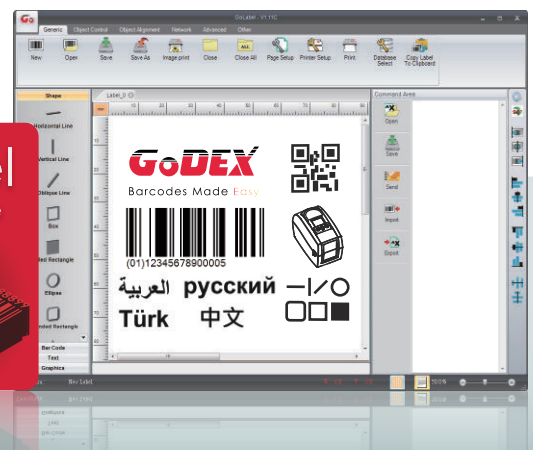 Go
GoLabel - V1.11C
Generic Object Control Object Alignment Network Advanced Other
New Open Save Save As Image print Close Close All Page Setup Printer Setup Print Database Select Copy Label To Clipboard
ALL
Shape
Horizontal Line
Vertical Line
Oblique Line
Box
Ellipse
Bar Code
Text
Graphics
Label_0
Command Area
Open
Save
Send
Import
Export
GoDEX
Barcodes Made Easy
(01)12345678900005
العربية русский
Türk 中文